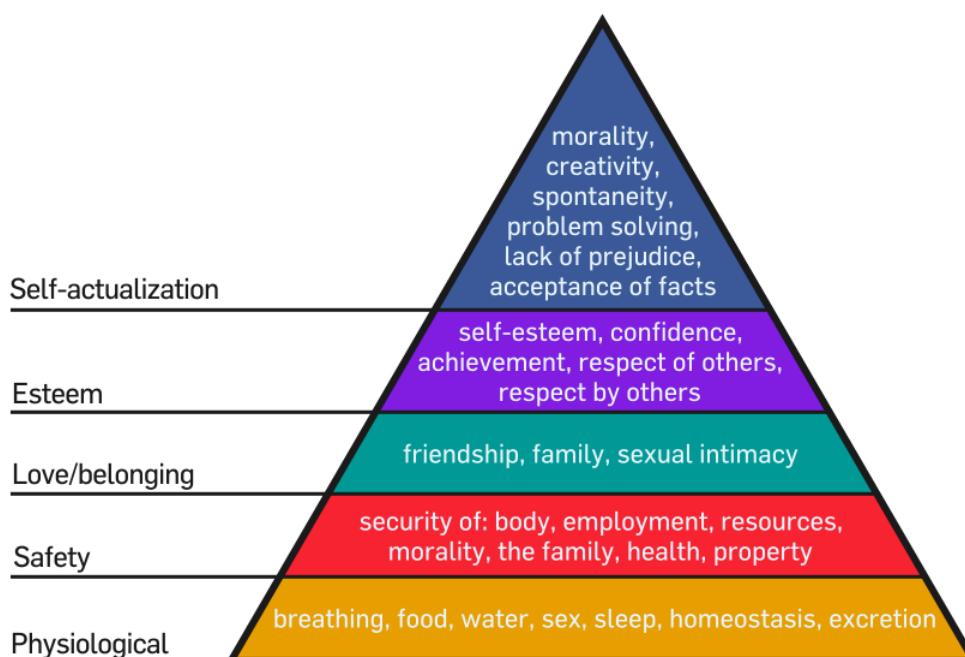 morality,
creativity,
spontaneity,
problem solving,
lack of prejudice,
acceptance of facts
Self-actualization
self-esteem, confidence,
achievement, respect of others,
respect by others
Esteem
friendship, family, sexual intimacy
Love/belonging
security of: body, employment, resources,
morality, the family, health, property
Safety
breathing, food, water, sex, sleep, homeostasis, excretion
Physiological